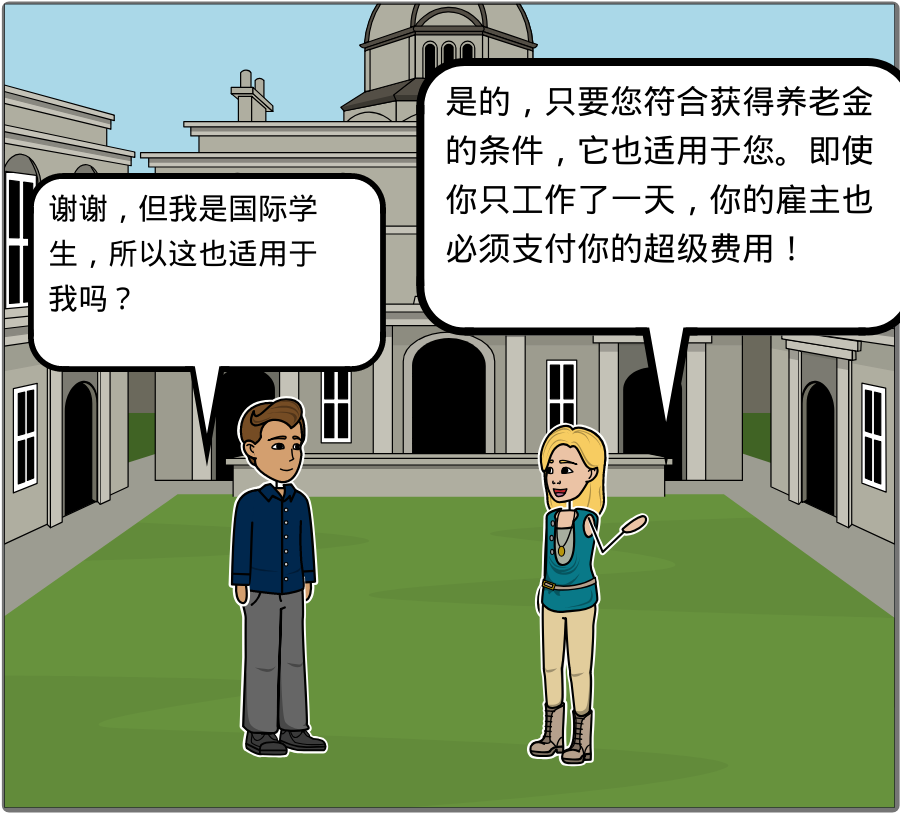 谢谢，但我是国际学
生，所以这也适用于
我吗？
是的，只要您符合获得养老金
的条件，它也适用于您。即使
你只工作了一天，你的雇主也
必须支付你的超级费用！